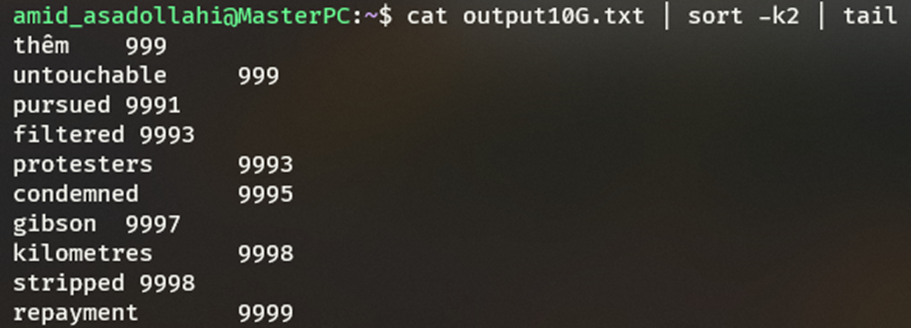 amid_asadollahi@MasterPC:~$ cat output10G.txt | sort -k2 | tail
thêm	999
untouchable	999
pursued	9991
filtered	9993
protesters	9993
condemned	9995
gibson	9997
kilometres	9998
stripped	9998
repayment	9999